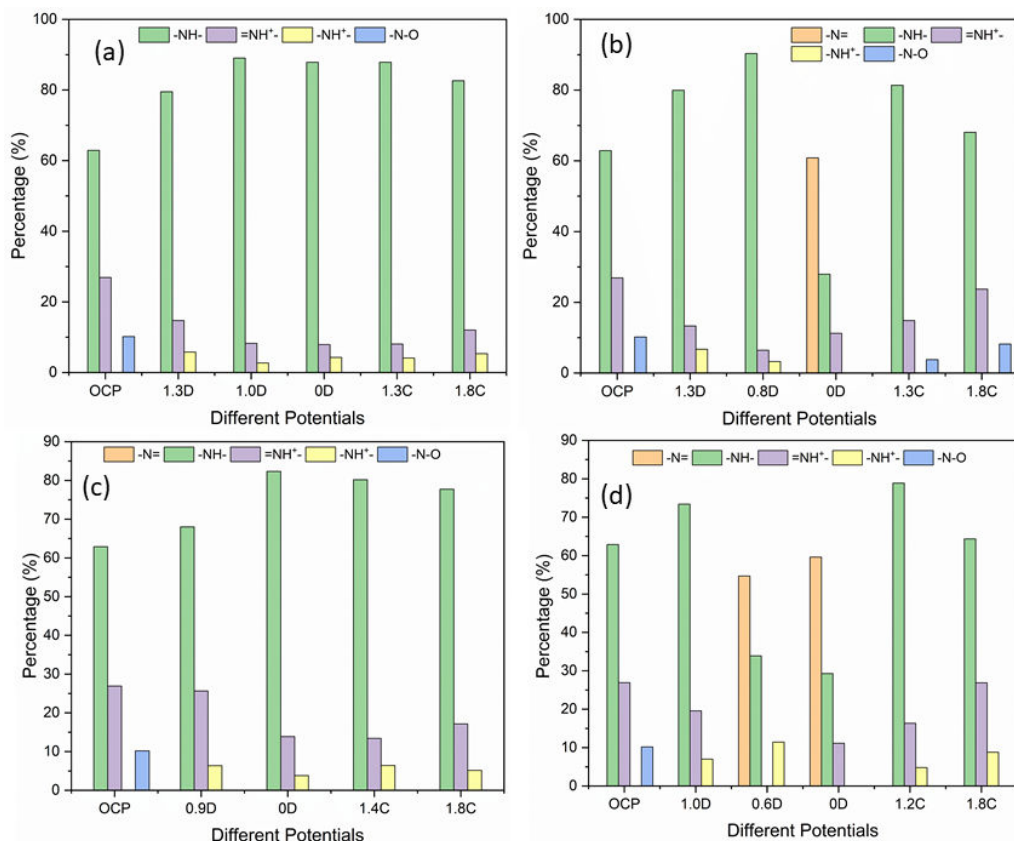 (a)
-NH- =NH⁺- -NH⁺- -N-O
Percentage (%)
100
80
60
40
20
0
OCP 1.3D 1.0D 0D 1.3C 1.8C
Different Potentials
(b)
-N= -NH- =NH⁺-
-NH⁺- -N-O
Percentage (%)
100
80
60
40
20
0
OCP 1.3D 0.8D 0D 1.3C 1.8C
Different Potentials
-N= -NH- =NH⁺- -NH⁺- -N-O
(c)
Percentage (%)
90
80
70
60
50
40
30
20
10
0
OCP 0.9D 0D 1.4C 1.8C
Different Potentials
-N= -NH- =NH⁺- -NH⁺- -N-O
(d)
Percentage (%)
90
80
70
60
50
40
30
20
10
0
OCP 1.0D 0.6D 0D 1.2C 1.8C
Different Potentials